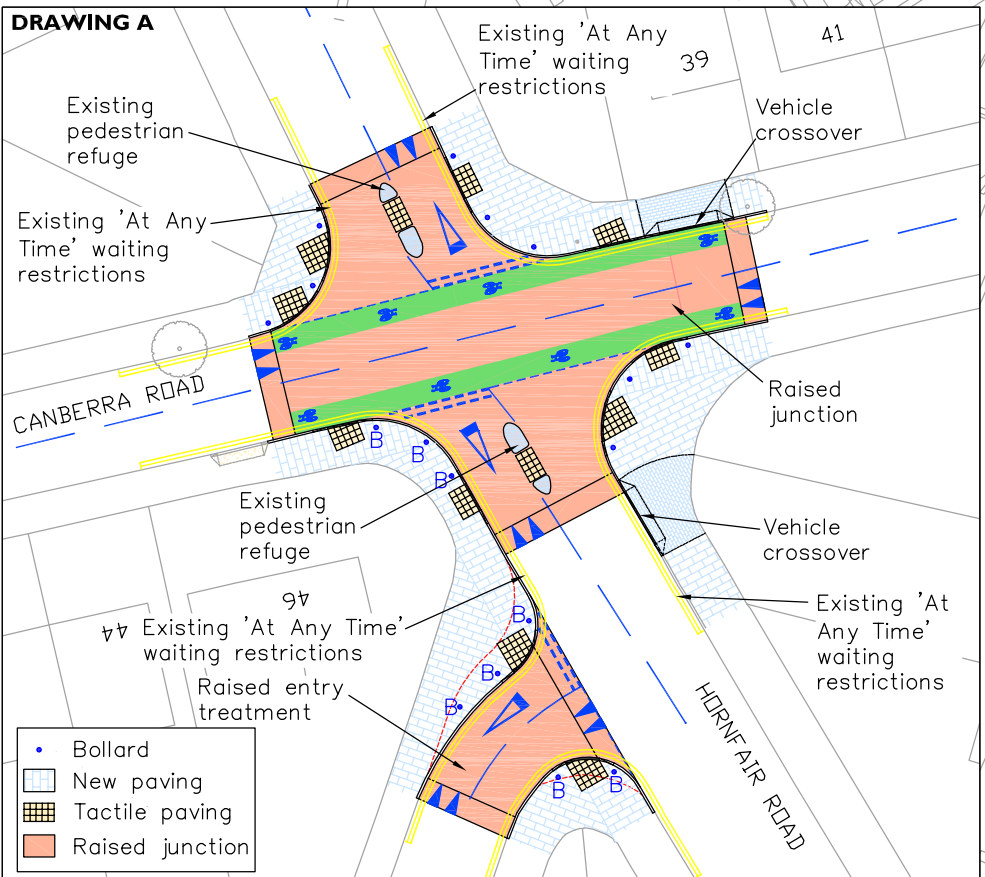 DRAWING A
Existing 'At Any
Time' waiting
restrictions
39
41
Existing
pedestrian
refuge
Vehicle
crossover
Existing 'At Any
Time' waiting
restrictions
CANBERRA ROAD
Raised
junction
B
B
B
Existing
pedestrian
refuge
Vehicle
crossover
46
44
Existing 'At Any Time'
waiting restrictions
Existing 'At
Any Time'
waiting
restrictions
B
B
B
Raised entry
treatment
HORNFAIR ROAD
B
B
Bollard
New paving
Tactile paving
Raised junction